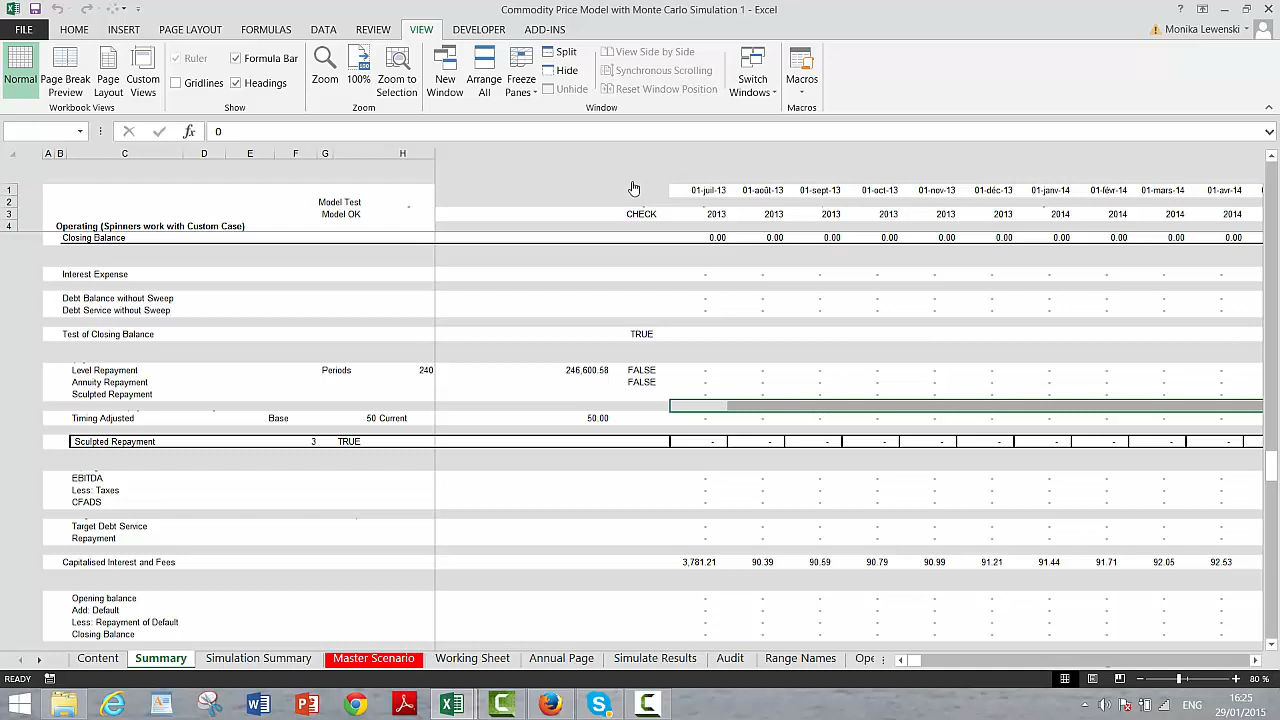 Commodity Price Model with Monte Carlo Simulation 1 - Excel
FILE HOME INSERT PAGE LAYOUT FORMULAS DATA REVIEW VIEW DEVELOPER ADD-INS Monika Lewenski
Normal Page Break Preview Page Layout Custom Views
Ruler Formula Bar
Gridlines Headings
Zoom 100% Zoom to Selection
New Window Arrange All Freeze Panes
Split
Hide
Unhide
View Side by Side
Synchronous Scrolling
Reset Window Position
Switch Windows Macros
Workbook Views Show Zoom Window Macros
fx 0
A B C D E F G H
1 01-juil-13 01-août-13 01-sept-13 01-oct-13 01-nov-13 01-déc-13 01-janv-14 01-févr-14 01-mars-14 01-avr-14
2 Model Test
3 Model OK CHECK 2013 2013 2013 2013 2013 2013 2014 2014 2014 2014
4 Operating (Spinners work with Custom Case)
Closing Balance 0.00 0.00 0.00 0.00 0.00 0.00 0.00 0.00 0.00 0.00
Interest Expense - - - - - - - - - -
Debt Balance without Sweep - - - - - - - - - -
Debt Service without Sweep - - - - - - - - - -
Test of Closing Balance TRUE
Level Repayment Periods 240 246,600.58 FALSE - - - - - - - - - -
Annuity Repayment FALSE - - - - - - - - - -
Sculpted Repayment - - - - - - - - - -
Timing Adjusted Base 50 Current 50.00 - - - - - - - - - -
Sculpted Repayment 3 TRUE - - - - - - - - - -
EBITDA - - - - - - - - - -
Less: Taxes - - - - - - - - - -
CFADS - - - - - - - - - -
Target Debt Service - - - - - - - - - -
Repayment - - - - - - - - - -
Capitalised Interest and Fees 3,781.21 90.39 90.59 90.79 90.99 91.21 91.44 91.71 92.05 92.53
Opening balance - - - - - - - - - -
Add: Default - - - - - - - - - -
Less: Repayment of Default - - - - - - - - - -
Closing Balance - - - - - - - - - -
Content Summary Simulation Summary Master Scenario Working Sheet Annual Page Simulate Results Audit Range Names Ope
READY 80 %
ENG 16:25
29/01/2015